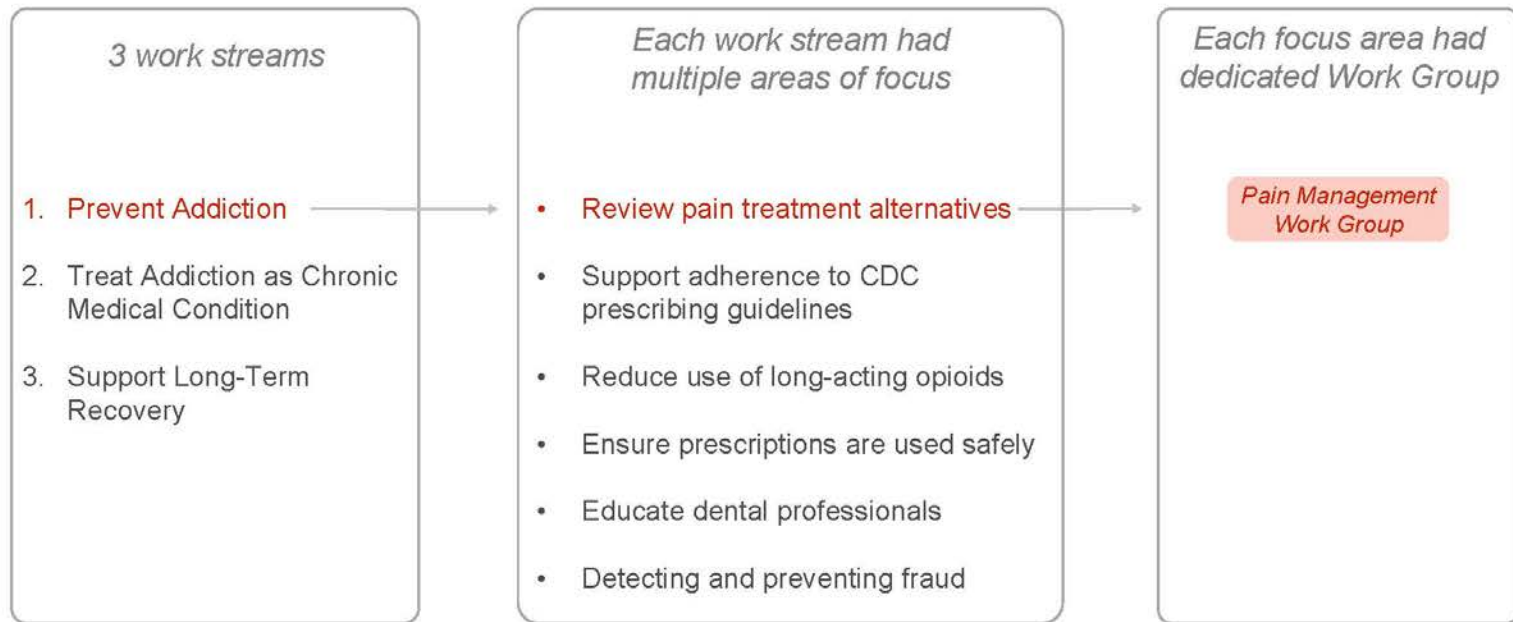 3 work streams
1. Prevent Addiction
2. Treat Addiction as Chronic
Medical Condition
3. Support Long-Term
Recovery
Each work stream had
multiple areas of focus
• Review pain treatment alternatives
• Support adherence to CDC
prescribing guidelines
• Reduce use of long-acting opioids
• Ensure prescriptions are used safely
• Educate dental professionals
• Detecting and preventing fraud
Each focus area had
dedicated Work Group
Pain Management
Work Group